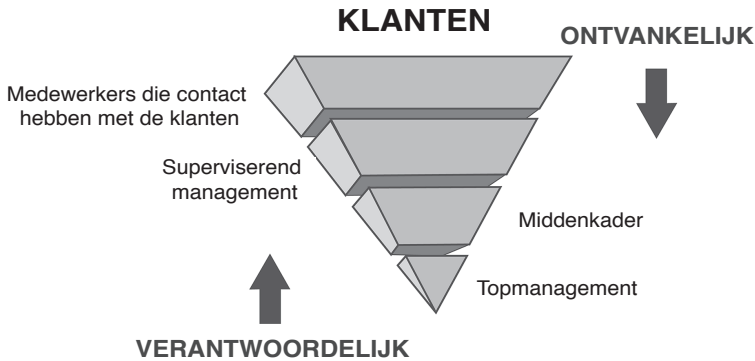 KLANTEN
ONTVANKELIJK
Medewerkers die contact
hebben met de klanten
Superviserend
management
Middenkader
Topmanagement
VERANTWOORDELIJK